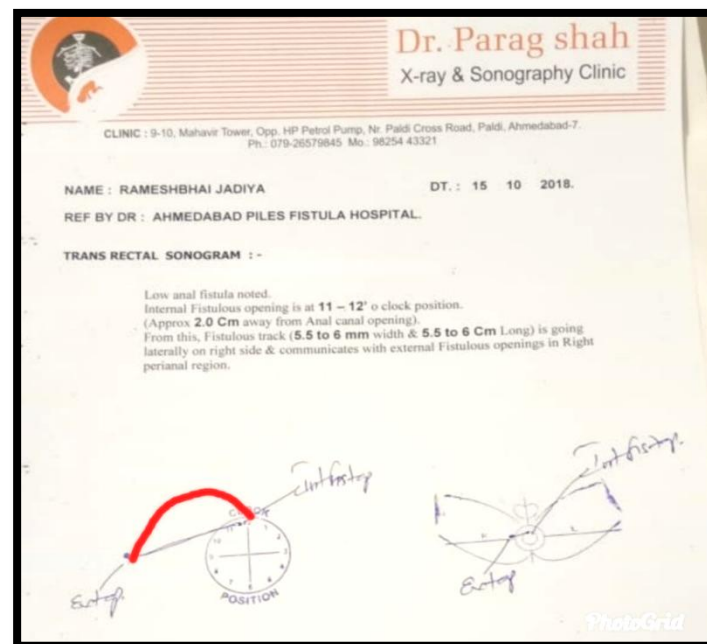 Dr. Parag shah
X-ray & Sonography Clinic
CLINIC : 9-10, Mahavir Tower, Opp. HP Petrol Pump, Nr. Paldi Cross Road, Paldi, Ahmedabad-7.
Ph.: 079-26579845 Mo.: 98254 43321
NAME : RAMESHBHAI JADIYA DT. : 15 10 2018.
REF BY DR : AHMEDABAD PILES FISTULA HOSPITAL.
TRANS RECTAL SONOGRAM : -
Low anal fistula noted.
Internal Fistulous opening is at 11 – 12' o clock position.
(Approx 2.0 Cm away from Anal canal opening).
From this, Fistulous track (5.5 to 6 mm width & 5.5 to 6 Cm Long) is going
laterally on right side & communicates with external Fistulous openings in Right
perianal region.
POSITION
PhotoGrid